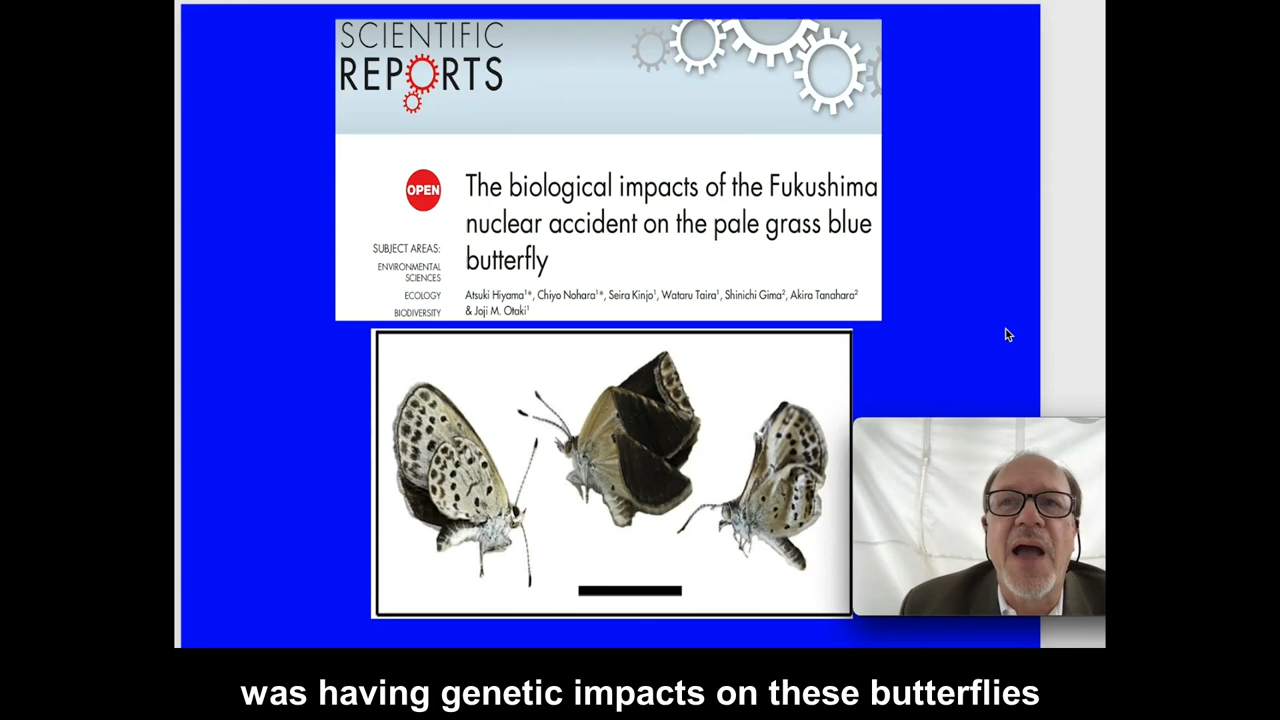 SCIENTIFIC
REPORTS
OPEN
SUBJECT AREAS:
ENVIRONMENTAL
SCIENCES
ECOLOGY
BIODIVERSITY
The biological impacts of the Fukushima
nuclear accident on the pale grass blue
butterfly
Atsuki Hiyama¹*, Chiyo Nohara¹*, Seira Kinjo¹, Wataru Taira¹, Shinichi Gima², Akira Tanahara²
& Joji M. Otaki¹
was having genetic impacts on these butterflies